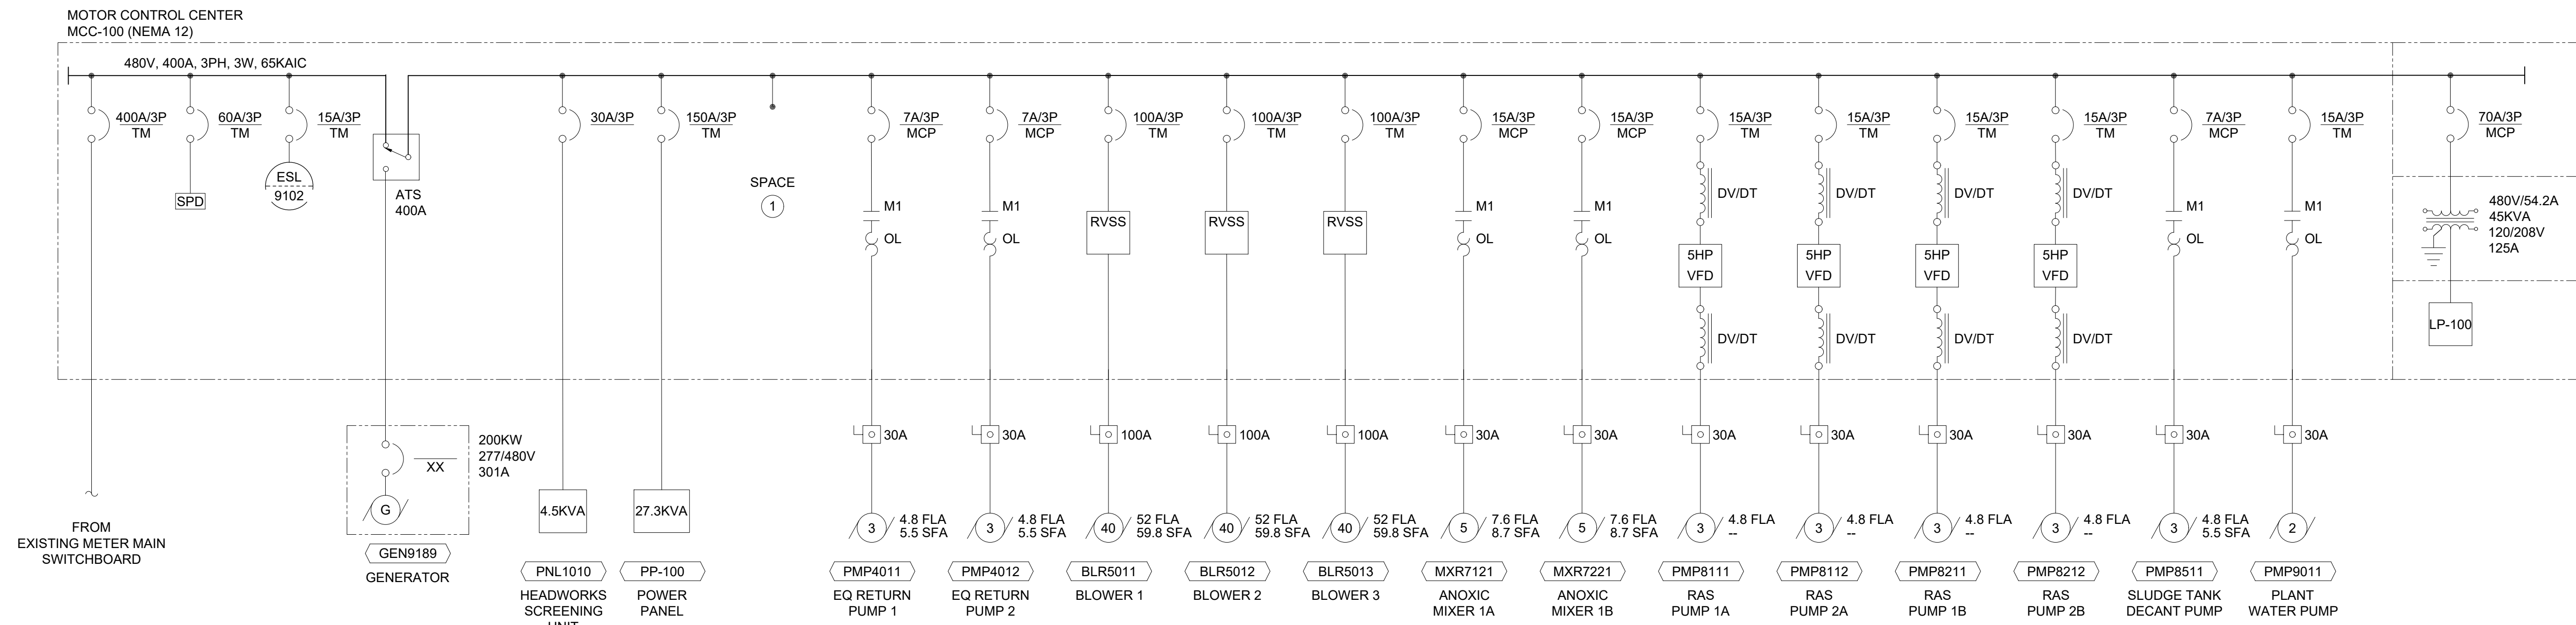 MOTOR CONTROL CENTER
MCC-100 (NEMA 12)
480V, 400A, 3PH, 3W, 65KAIC
400A/3P
TM
60A/3P
TM
15A/3P
TM
30A/3P
150A/3P
TM
7A/3P
MCP
7A/3P
MCP
100A/3P
TM
100A/3P
TM
100A/3P
TM
15A/3P
MCP
15A/3P
MCP
15A/3P
TM
15A/3P
TM
15A/3P
TM
15A/3P
TM
7A/3P
MCP
15A/3P
TM
70A/3P
MCP
SPD
ESL
9102
ATS
400A
SPACE
1
M1
OL
M1
OL
RVSS
RVSS
RVSS
M1
OL
M1
OL
DV/DT
DV/DT
DV/DT
DV/DT
5HP
VFD
5HP
VFD
5HP
VFD
5HP
VFD
DV/DT
DV/DT
DV/DT
DV/DT
M1
OL
M1
OL
480V/54.2A
45KVA
120/208V
125A
LP-100
30A
30A
100A
100A
100A
30A
30A
30A
30A
30A
30A
30A
30A
FROM
EXISTING METER MAIN
SWITCHBOARD
XX
200KW
277/480V
301A
G
GEN9189
GENERATOR
4.5KVA
PNL1010
HEADWORKS
SCREENING
UNIT
27.3KVA
PP-100
POWER
PANEL
3
4.8 FLA
5.5 SFA
PMP4011
EQ RETURN
PUMP 1
3
4.8 FLA
5.5 SFA
PMP4012
EQ RETURN
PUMP 2
40
52 FLA
59.8 SFA
BLR5011
BLOWER 1
40
52 FLA
59.8 SFA
BLR5012
BLOWER 2
40
52 FLA
59.8 SFA
BLR5013
BLOWER 3
5
7.6 FLA
8.7 SFA
MXR7121
ANOXIC
MIXER 1A
5
7.6 FLA
8.7 SFA
MXR7221
ANOXIC
MIXER 1B
3
4.8 FLA
--
PMP8111
RAS
PUMP 1A
3
4.8 FLA
--
PMP8112
RAS
PUMP 2A
3
4.8 FLA
--
PMP8211
RAS
PUMP 1B
3
4.8 FLA
--
PMP8212
RAS
PUMP 2B
3
4.8 FLA
5.5 SFA
PMP8511
SLUDGE TANK
DECANT PUMP
2
PMP9011
PLANT
WATER PUMP